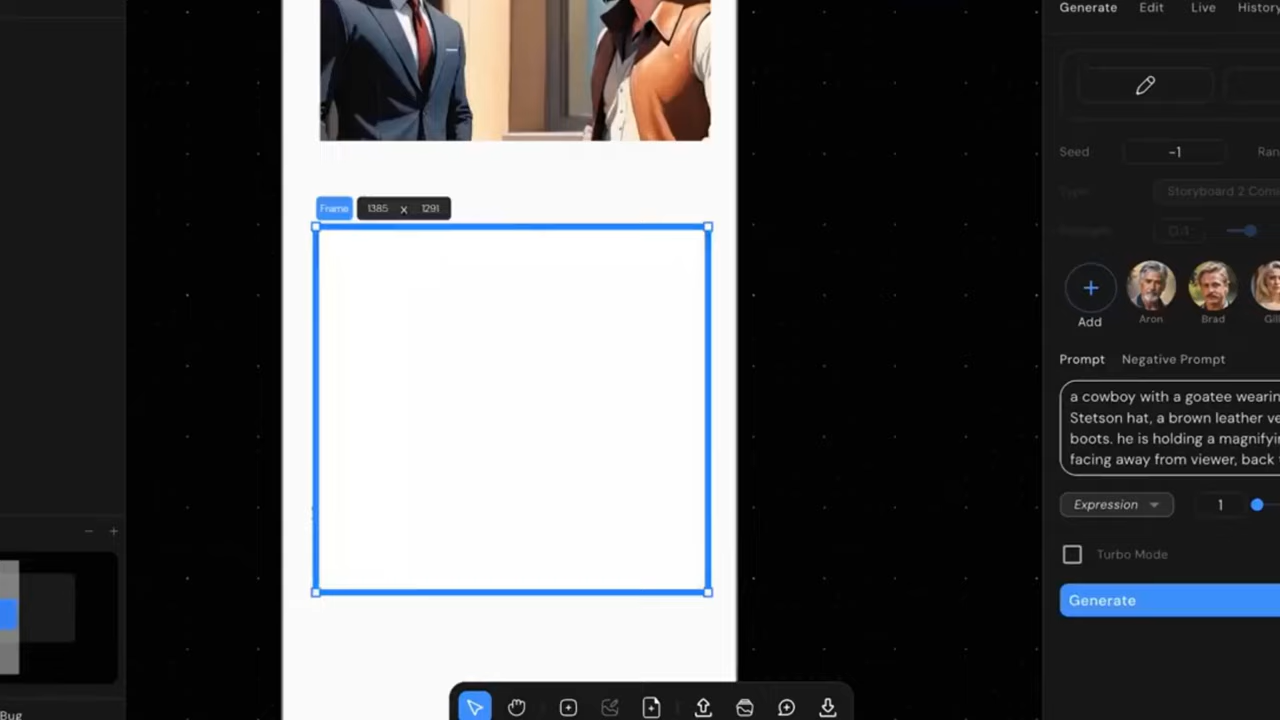 Generate Edit Live History
Seed -1 Ran
Storyboard 2 Comi
Frame 1385 x 1291
Add Aron Brad Gil
Prompt Negative Prompt
a cowboy with a goatee wearin
Stetson hat, a brown leather ve
boots. he is holding a magnifyin
facing away from viewer, back
Expression 1
Turbo Mode
Generate
Bug